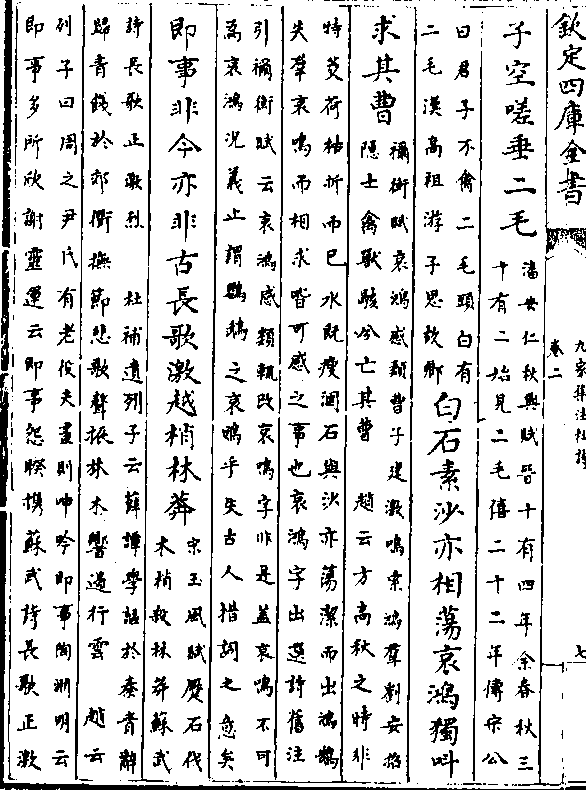 欽定四庫全書
九家集注杜詩
卷二
七
子空嗟垂二毛
潘安仁秋興賦晉十有四年余春秋三
十有二始見二毛僖二十二年傳宋公
曰君子不禽二毛頭白有
二毛漢高祖游子思故鄉
白石素沙亦相蕩哀鴻獨叫
求其曹
禰衡賦哀鴻感類曹子建激鳴索鴻羣劉安招
隱士禽獸駭兮亡其曹 趙云方高秋之時非
特芰荷枯折而已水既瘦涸石與沙亦蕩潔而出鴻鵠
失羣哀鳴而相求皆可感之事也哀鴻字出選詩舊注
引禰衡賦云哀鴻感類輒改哀鳴字非是蓋哀鳴不可
為哀鴻況義止謂鸚鵡之哀鳴乎失古人措詞之意矣
即事非今亦非古長歌激越梢林莽
宋玉風賦蹷石伐
木梢殺林莽蘇武
詩長歌正激烈 杜補遺列子云薛譚學謳於秦青辭
歸青餞於郊衢撫節悲歌聲振林木響遏行雲 趙云
列子曰周之尹氏有老役夫晝則呻吟即事陶淵明云
即事多所欣謝靈運云即事怨睽攜蘇武詩長歌正激